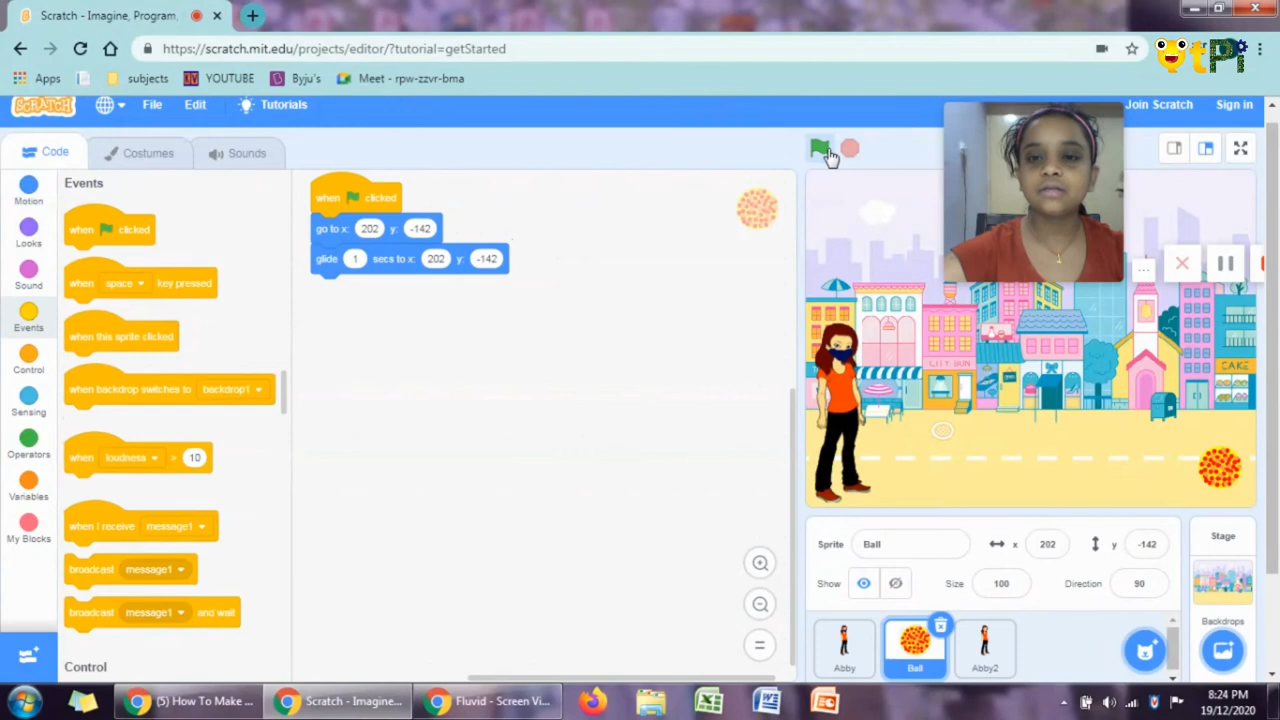 Scratch - Imagine, Program,
https://scratch.mit.edu/projects/editor/?tutorial=getStarted
Apps subjects YOUTUBE Byju's Meet - rpw-zzvr-bma
SCRATCH File Edit Tutorials Join Scratch Sign in
Code Costumes Sounds
Motion
Looks
Sound
Events
Control
Sensing
Operators
Variables
My Blocks
Events
when clicked
when space key pressed
when this sprite clicked
when backdrop switches to backdrop1
when loudness > 10
when I receive message1
broadcast message1
broadcast message1 and wait
Control
when clicked
go to x: 202 y: -142
glide 1 secs to x: 202 y: -142
CAKE
Sprite Ball x 202 y -142
Show Size 100 Direction 90
Abby Ball Abby2
Stage
Backdrops
(5) How To Make ... Scratch - Imagine... Fluvid - Screen Vi...
8:24 PM
19/12/2020